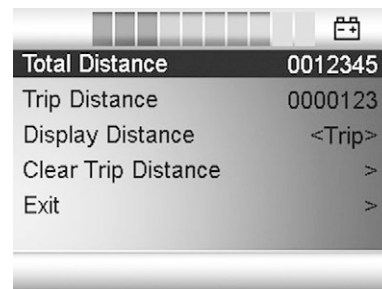 Total Distance 0012345
Trip Distance 0000123
Display Distance <Trip>
Clear Trip Distance >
Exit >